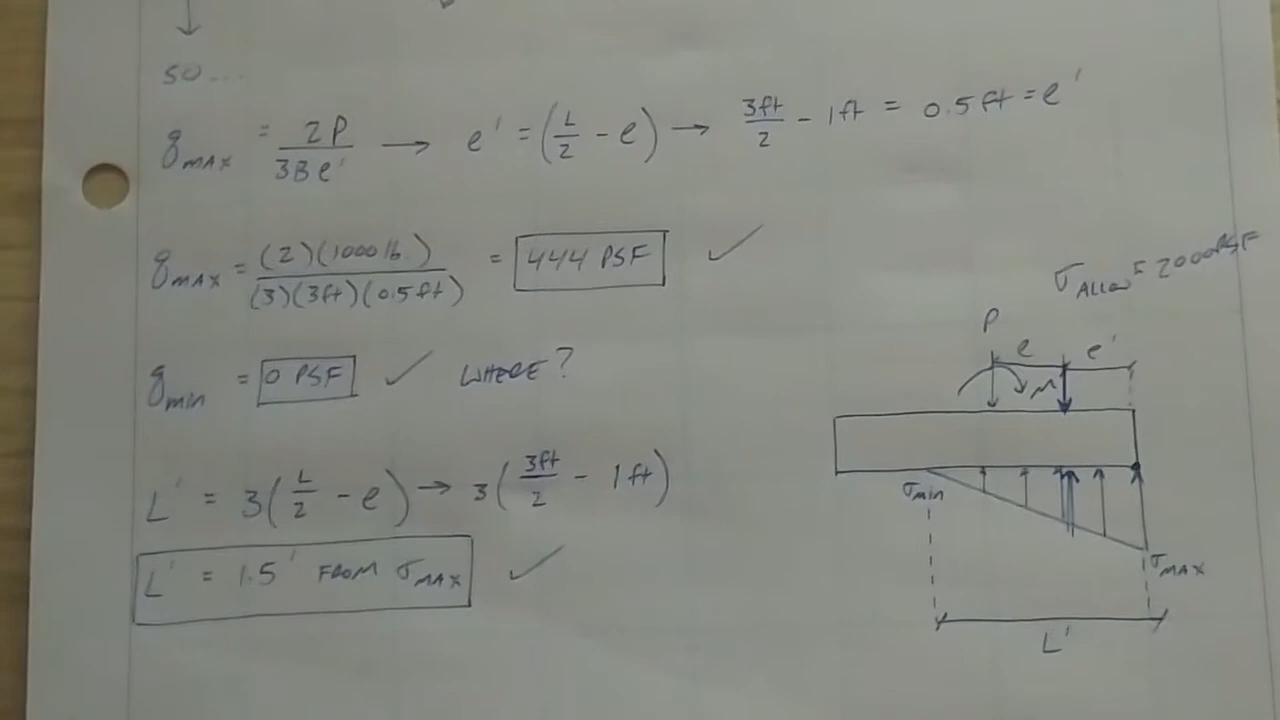 SO...
q_MAX = 2P / 3Be' → e' = (L/2 - e) → 3ft/2 - 1ft = 0.5ft = e'
q_MAX = (2)(1000 lb.) / (3)(3ft)(0.5ft) = 444 PSF ✓
σ_ALLOW = 2000 PSF
P
e e'
M
q_min = 0 PSF ✓ WHERE?
L' = 3(L/2 - e) → 3(3ft/2 - 1ft)
σ_min
L' = 1.5' FROM σ_MAX ✓
σ_MAX
L'